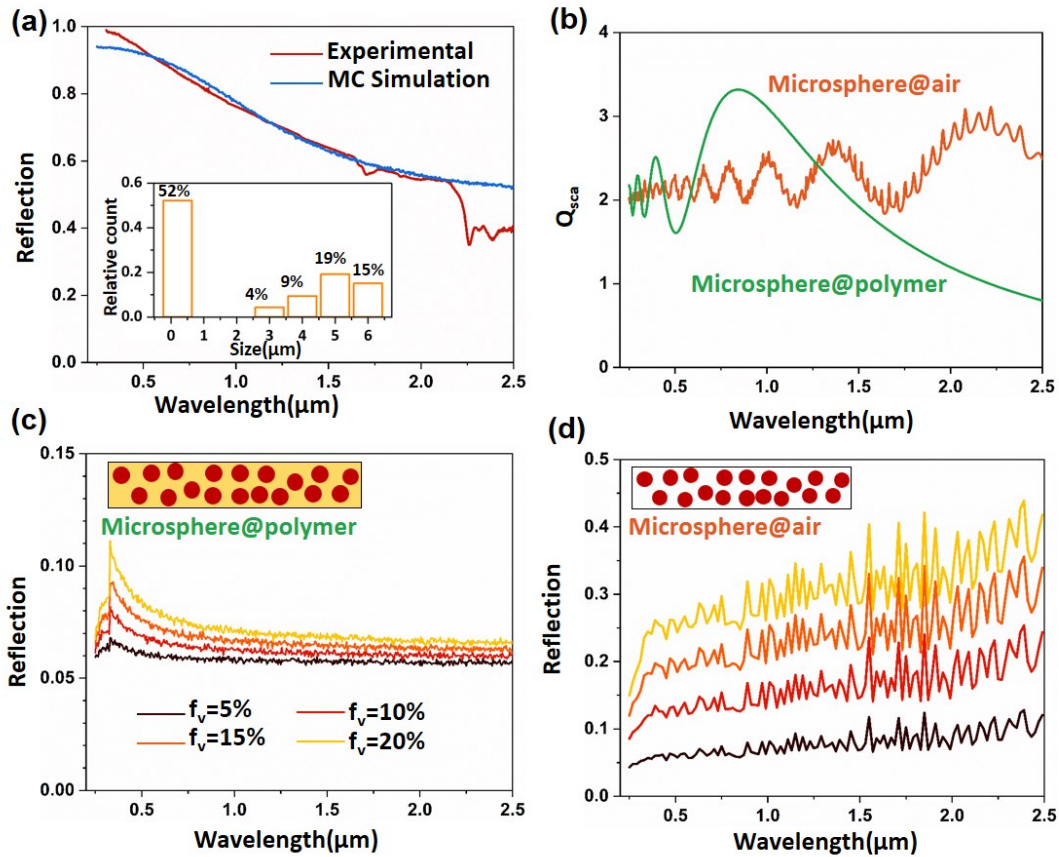 (a)
1.0
0.8
0.6
0.4
0.2
0.0
Reflection
Experimental
MC Simulation
0.6
0.4
0.2
0.0
Relative count
52%
4%
9%
19%
15%
0 1 2 3 4 5 6
Size(μm)
0.5 1.0 1.5 2.0 2.5
Wavelength(μm)
(b)
4
3
2
1
0
Qsca
Microsphere@air
Microsphere@polymer
0.5 1.0 1.5 2.0 2.5
Wavelength(μm)
(c)
0.15
0.10
0.05
0.00
Reflection
Microsphere@polymer
fv=5% fv=10%
fv=15% fv=20%
0.5 1.0 1.5 2.0 2.5
Wavelength(μm)
(d)
0.5
0.4
0.3
0.2
0.1
0.0
Reflection
Microsphere@air
0.5 1.0 1.5 2.0 2.5
Wavelength(μm)